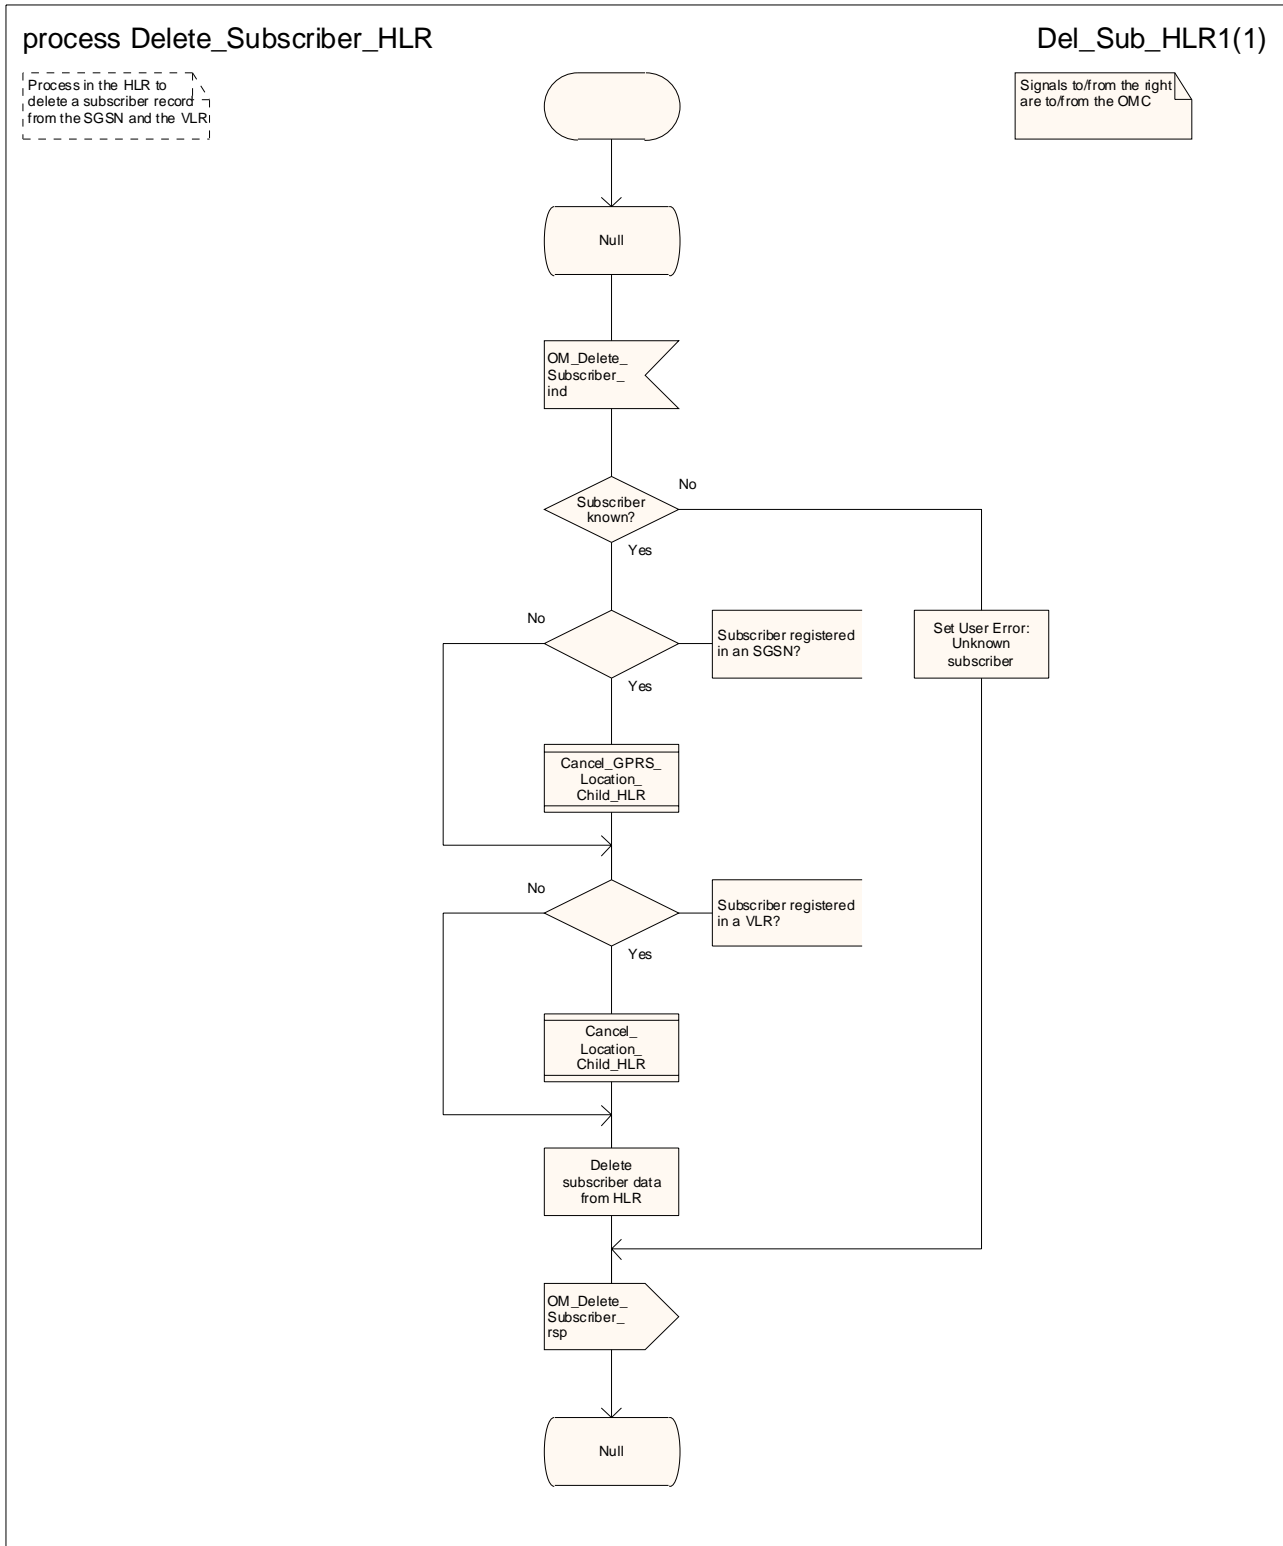 process Delete_Subscriber_HLR
Del_Sub_HLR1(1)
Process in the HLR to
delete a subscriber record
from the SGSN and the VLR
Signals to/from the right
are to/from the OMC
Null
OM_Delete_
Subscriber_
ind
Subscriber
known?
No
Yes
No
Subscriber registered
in an SGSN?
Set User Error:
Unknown
subscriber
Yes
Cancel_GPRS_
Location_
Child_HLR
No
Subscriber registered
in a VLR?
Yes
Cancel_
Location_
Child_HLR
Delete
subscriber data
from HLR
OM_Delete_
Subscriber_
rsp
Null